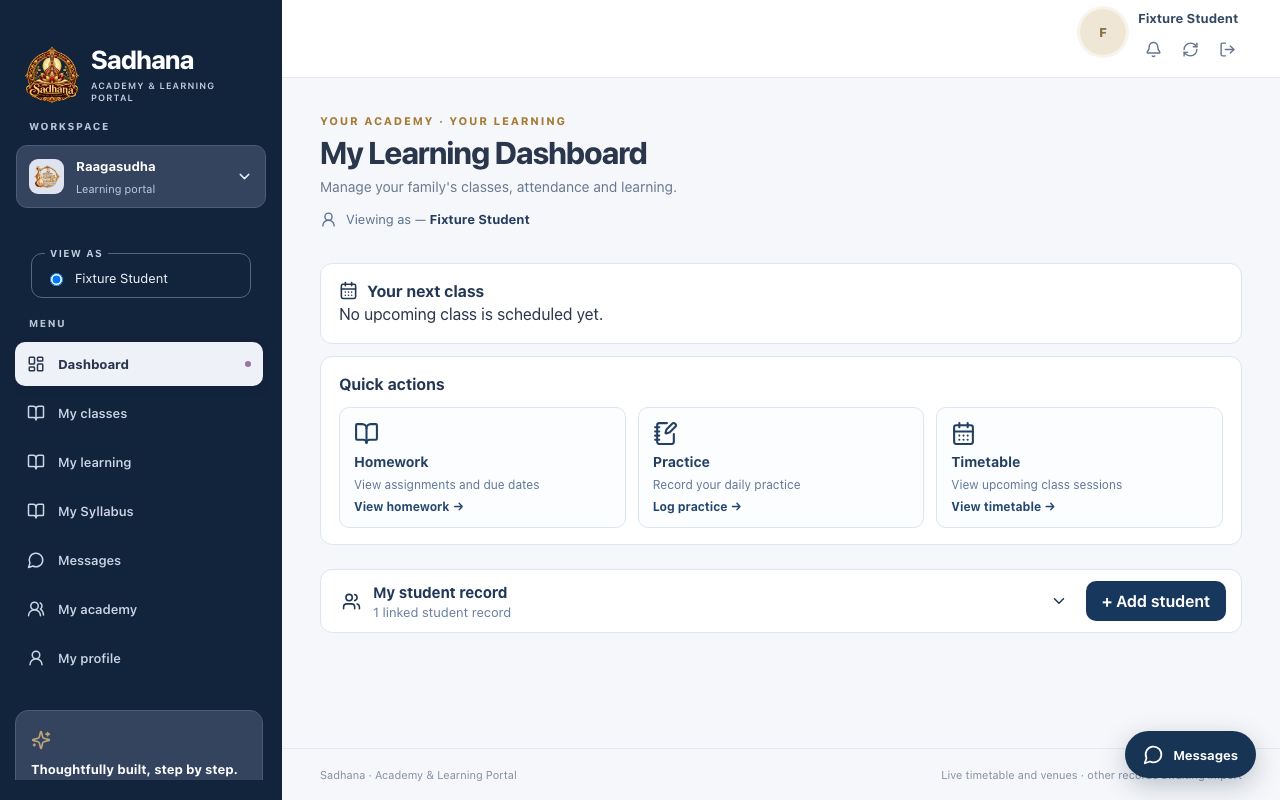 Sadhana
Sadhana
ACADEMY & LEARNING
PORTAL
WORKSPACE
Raagasudha
Learning portal
VIEW AS
Fixture Student
MENU
Dashboard
My classes
My learning
My Syllabus
Messages
My academy
My profile
Thoughtfully built, step by step.
F
Fixture Student
YOUR ACADEMY · YOUR LEARNING
My Learning Dashboard
Manage your family's classes, attendance and learning.
Viewing as — Fixture Student
Your next class
No upcoming class is scheduled yet.
Quick actions
Homework
View assignments and due dates
View homework →
Practice
Record your daily practice
Log practice →
Timetable
View upcoming class sessions
View timetable →
My student record
1 linked student record
+ Add student
Sadhana · Academy & Learning Portal
Live timetable and venues · other
Messages